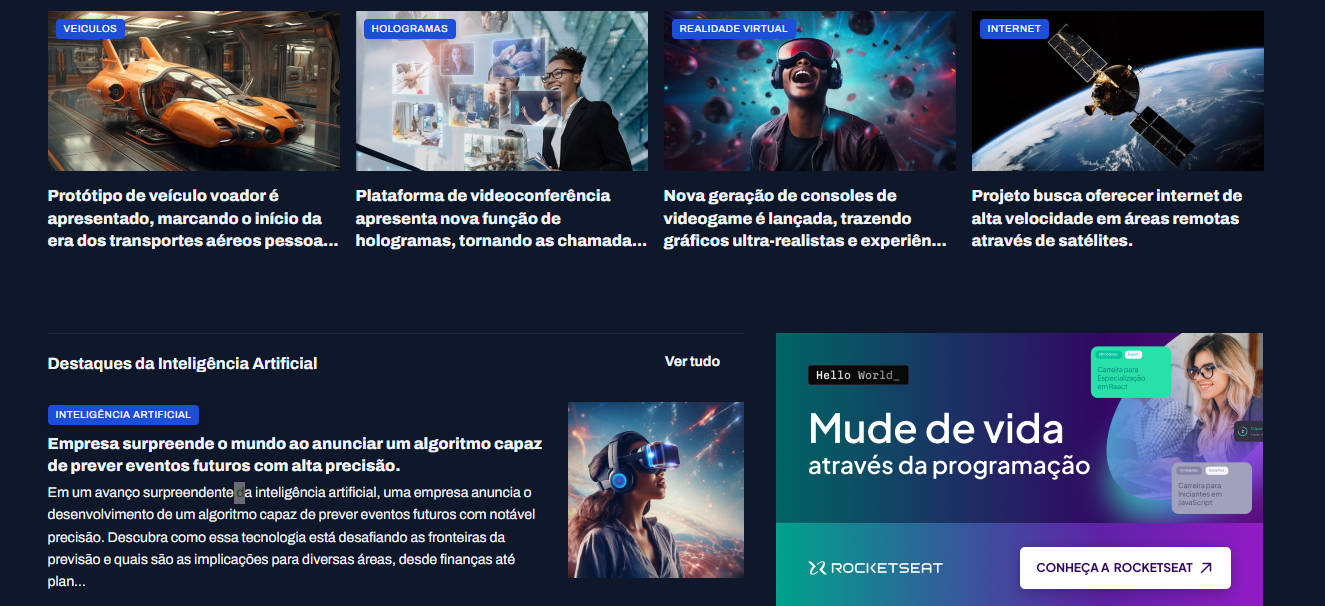 VEICULOS
HOLOGRAMAS
REALIDADE VIRTUAL
INTERNET
Protótipo de veículo voador é
apresentado, marcando o início da
era dos transportes aéreos pessoa...
Plataforma de videoconferência
apresenta nova função de
hologramas, tornando as chamada...
Nova geração de consoles de
videogame é lançada, trazendo
gráficos ultra-realistas e experiên...
Projeto busca oferecer internet de
alta velocidade em áreas remotas
através de satélites.
Destaques da Inteligência Artificial
Ver tudo
INTELIGÊNCIA ARTIFICIAL
Empresa surpreende o mundo ao anunciar um algoritmo capaz
de prever eventos futuros com alta precisão.
Em um avanço surpreendente da inteligência artificial, uma empresa anuncia o
desenvolvimento de um algoritmo capaz de prever eventos futuros com notável
precisão. Descubra como essa tecnologia está desafiando as fronteiras da
previsão e quais são as implicações para diversas áreas, desde finanças até
plan...
Hello World_
Mude de vida
através da programação
Carreira para
Especialização
em React
Carreira para
Iniciantes em
JavaScript
ROCKETSEAT
CONHEÇA A ROCKETSEAT